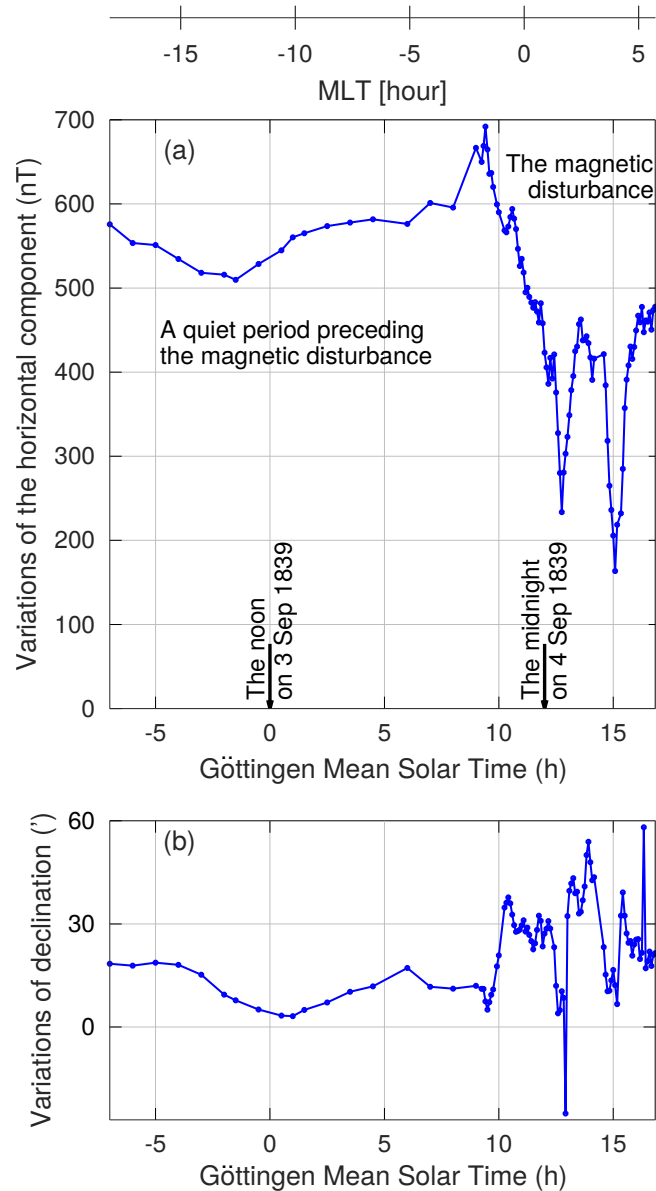 -15 -10 -5 0 5
MLT [hour]
700
600
500
400
300
200
100
0
Variations of the horizontal component (nT)
(a)
The magnetic
disturbance
A quiet period preceding
the magnetic disturbance
The noon
on 3 Sep 1839
The midnight
on 4 Sep 1839
-5 0 5 10 15
Göttingen Mean Solar Time (h)
60
30
0
Variations of declination (')
(b)
-5 0 5 10 15
Göttingen Mean Solar Time (h)